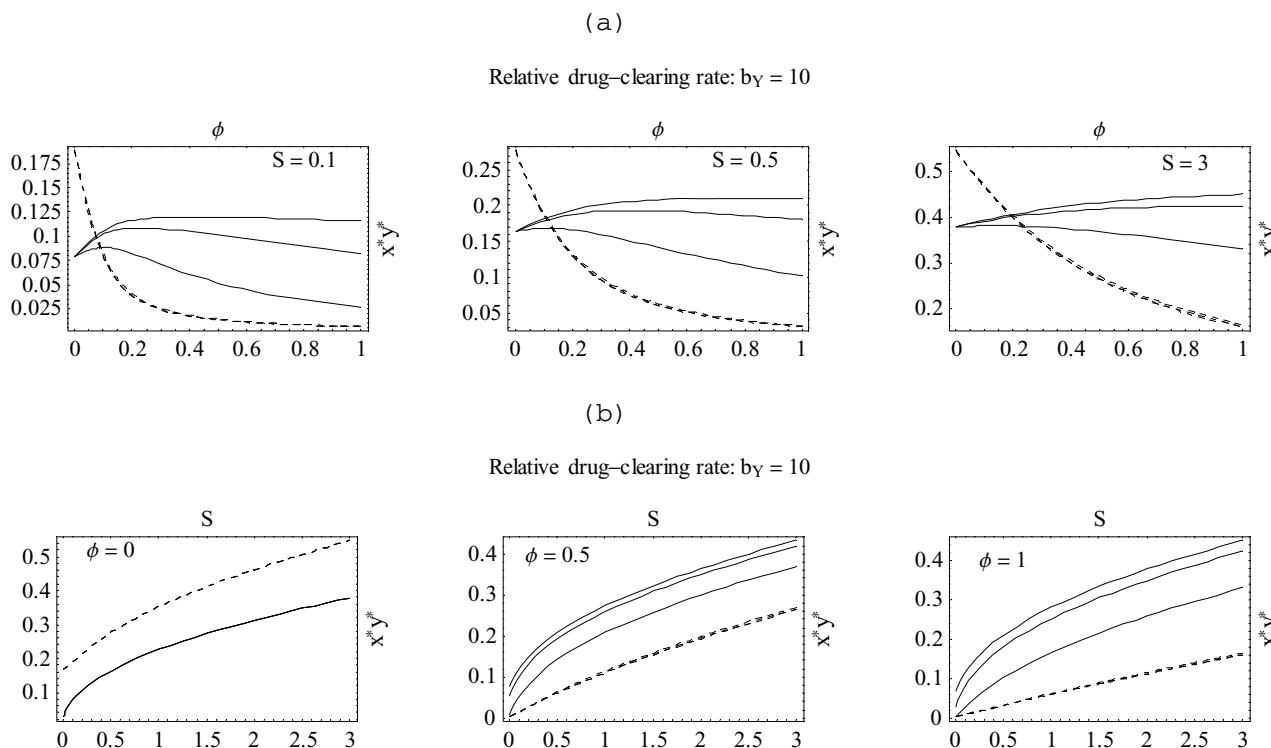 (a)
Relative drug–clearing rate: bY = 10
ϕ
S = 0.1
0.175
0.15
0.125
0.1
0.075
0.05
0.025
0 0.2 0.4 0.6 0.8 1
x*y*
ϕ
S = 0.5
0.25
0.2
0.15
0.1
0.05
0 0.2 0.4 0.6 0.8 1
x*y*
ϕ
S = 3
0.5
0.4
0.3
0.2
0 0.2 0.4 0.6 0.8 1
x*y*
(b)
Relative drug–clearing rate: bY = 10
S
ϕ = 0
0.5
0.4
0.3
0.2
0.1
0 0.5 1 1.5 2 2.5 3
x*y*
S
ϕ = 0.5
0.4
0.3
0.2
0.1
0
0 0.5 1 1.5 2 2.5 3
x*y*
S
ϕ = 1
0.4
0.3
0.2
0.1
0
0 0.5 1 1.5 2 2.5 3
x*y*